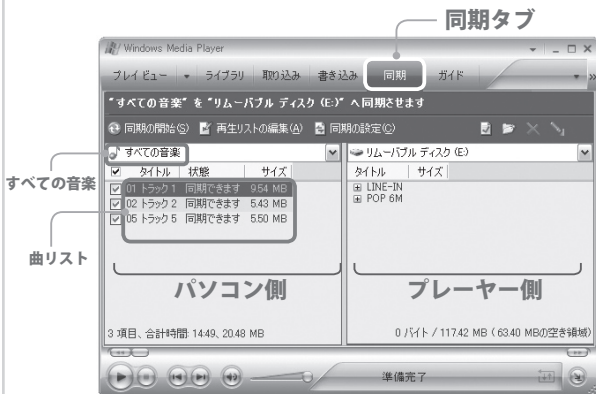 同期タブ
Windows Media Player
プレイ ビュー ライブラリ 取り込み 書き込み 同期 ガイド
"すべての音楽" を "リムーバブル ディスク (E:)" へ同期させます
同期の開始(S) 再生リストの編集(A) 同期の設定(C)
すべての音楽 リムーバブル ディスク (E:)
すべての音楽
タイトル 状態 サイズ タイトル サイズ
01 トラック 1 同期できます 9.54 MB LINE-IN
02 トラック 2 同期できます 5.43 MB POP 6M
05 トラック 5 同期できます 5.50 MB
曲リスト
パソコン側 プレーヤー側
3 項目、合計時間: 14:49、20.48 MB 0 バイト / 117.42 MB (63.40 MBの空き領域)
準備完了